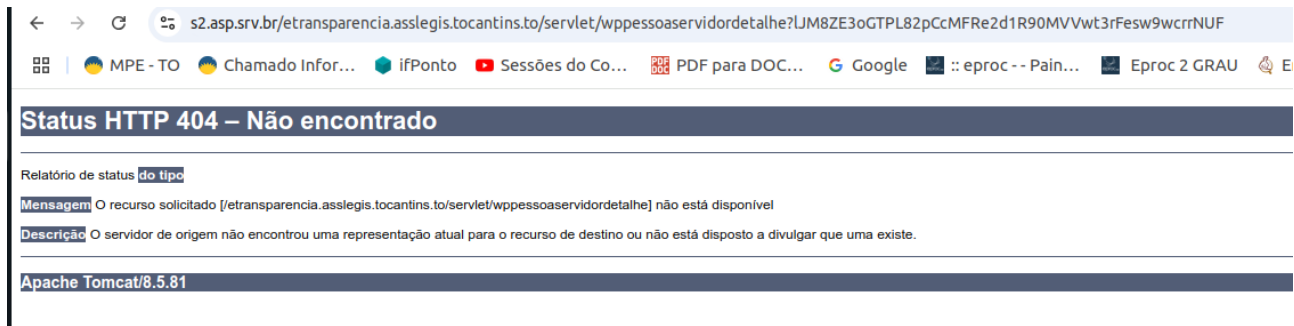 s2.asp.srv.br/etransparencia.asslegis.tocantins.to/servlet/wppessoaservidordetalhe?lJM8ZE3oGTPL82pCcMFRe2d1R90MVVwt3rFesw9wcrrNUF
MPE - TO Chamado Infor... ifPonto Sessões do Co... PDF para DOC... Google :: eproc - - Pain... Eproc 2 GRAU
Status HTTP 404 – Não encontrado
Relatório de status do tipo
Mensagem O recurso solicitado [/etransparencia.asslegis.tocantins.to/servlet/wppessoaservidordetalhe] não está disponível
Descrição O servidor de origem não encontrou uma representação atual para o recurso de destino ou não está disposto a divulgar que uma existe.
Apache Tomcat/8.5.81